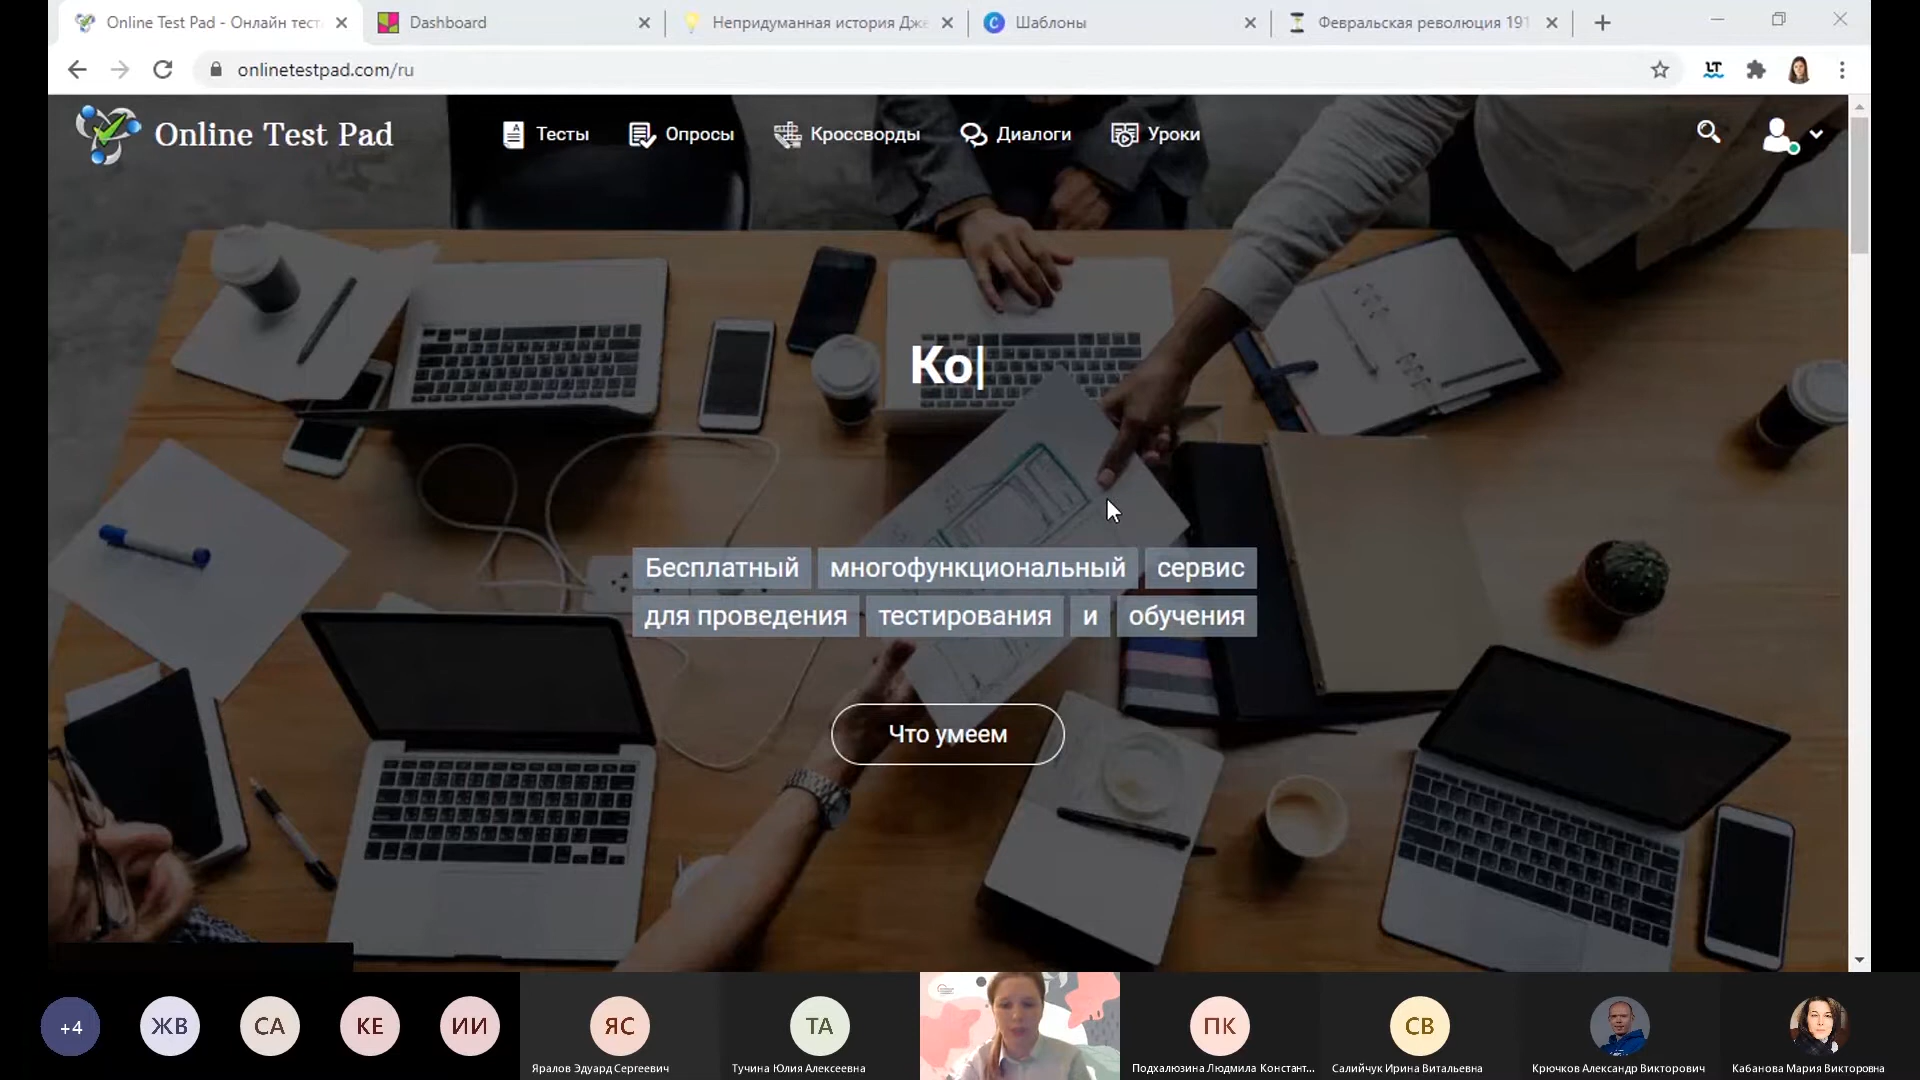 Online Test Pad - Онлайн тест
Dashboard
Непридуманная история Дже
Шаблоны
Февральская революция 191
onlinetestpad.com/ru
LT
Online Test Pad
Тесты
Опросы
Кроссворды
Диалоги
Уроки
Ко|
Бесплатный многофункциональный сервис
для проведения тестирования и обучения
Что умеем
+4
ЖВ
СА
КЕ
ИИ
ЯС
ТА
ПК
СВ
Яралов Эдуард Сергеевич
Тучина Юлия Алексеевна
Подхалюзина Людмила Констант...
Салийчук Ирина Витальевна
Крючков Александр Викторович
Кабанова Мария Викторовна